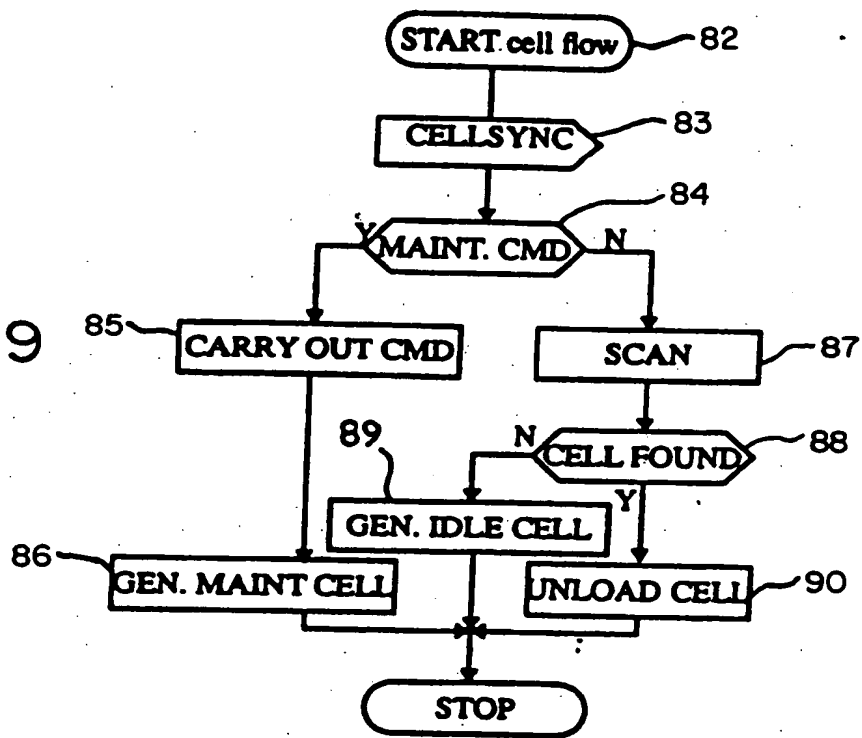 START cell flow 82
CELLSYNC 83
84
Y MAINT. CMD N
9
85 CARRY OUT CMD
SCAN 87
N CELL FOUND 88
89
Y
GEN. IDLE CELL
86 GEN. MAINT CELL
UNLOAD CELL 90
STOP